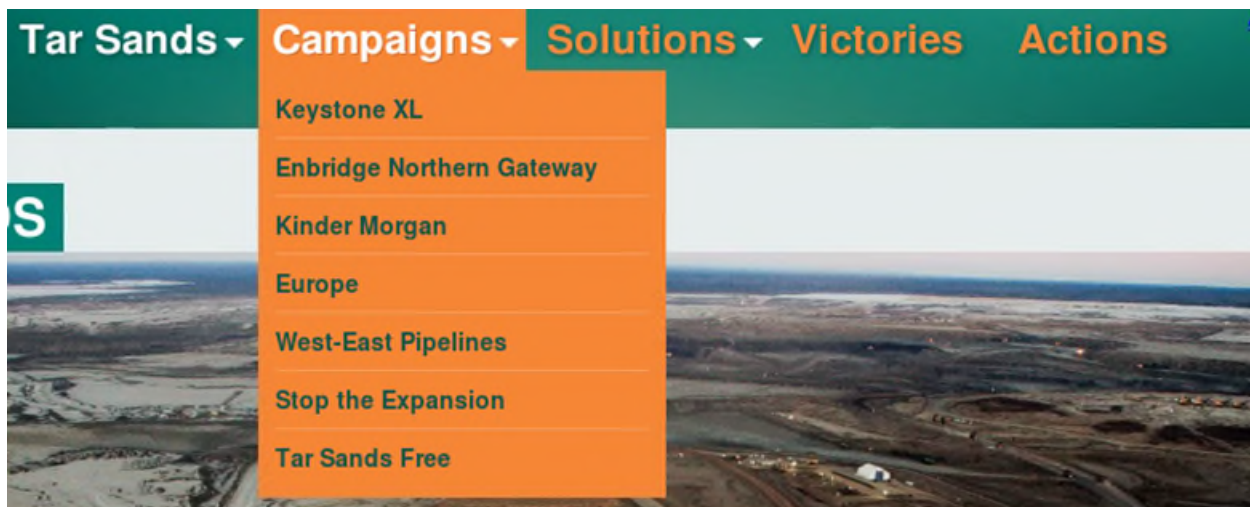 Tar Sands Campaigns Solutions Victories Actions
Keystone XL
Enbridge Northern Gateway
OS
Kinder Morgan
Europe
West-East Pipelines
Stop the Expansion
Tar Sands Free